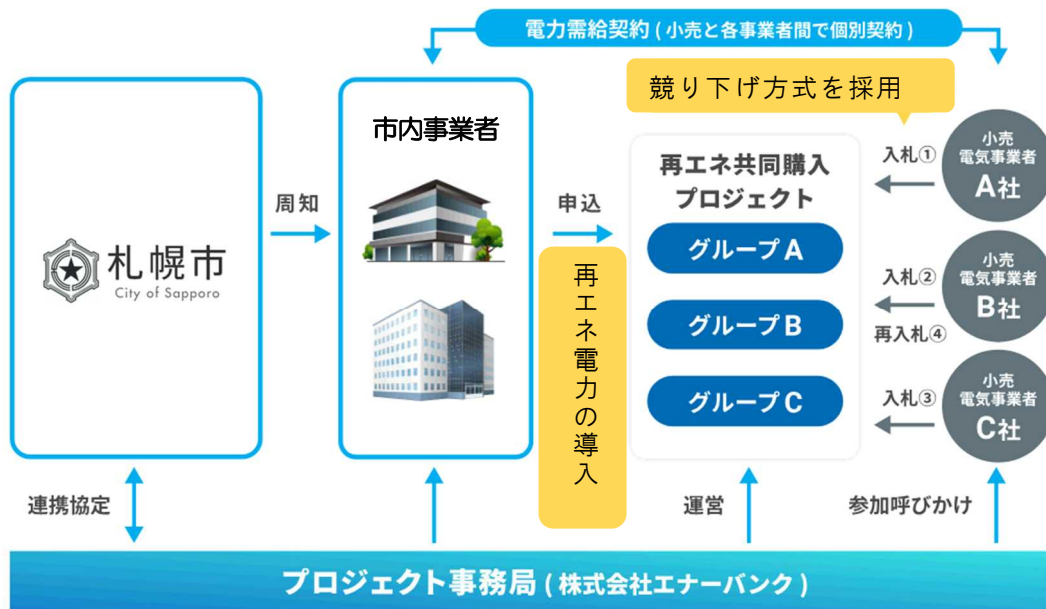 電力需給契約 ( 小売と各事業者間で個別契約 )
競り下げ方式を採用
札幌市
City of Sapporo
周知
市内事業者
申込
再エネ電力の導入
再エネ共同購入
プロジェクト
グループ A
グループ B
グループ C
入札①
入札②
再入札④
入札③
小売
電気事業者
A社
小売
電気事業者
B社
小売
電気事業者
C社
連携協定
運営
参加呼びかけ
プロジェクト事務局 ( 株式会社エナーバンク )